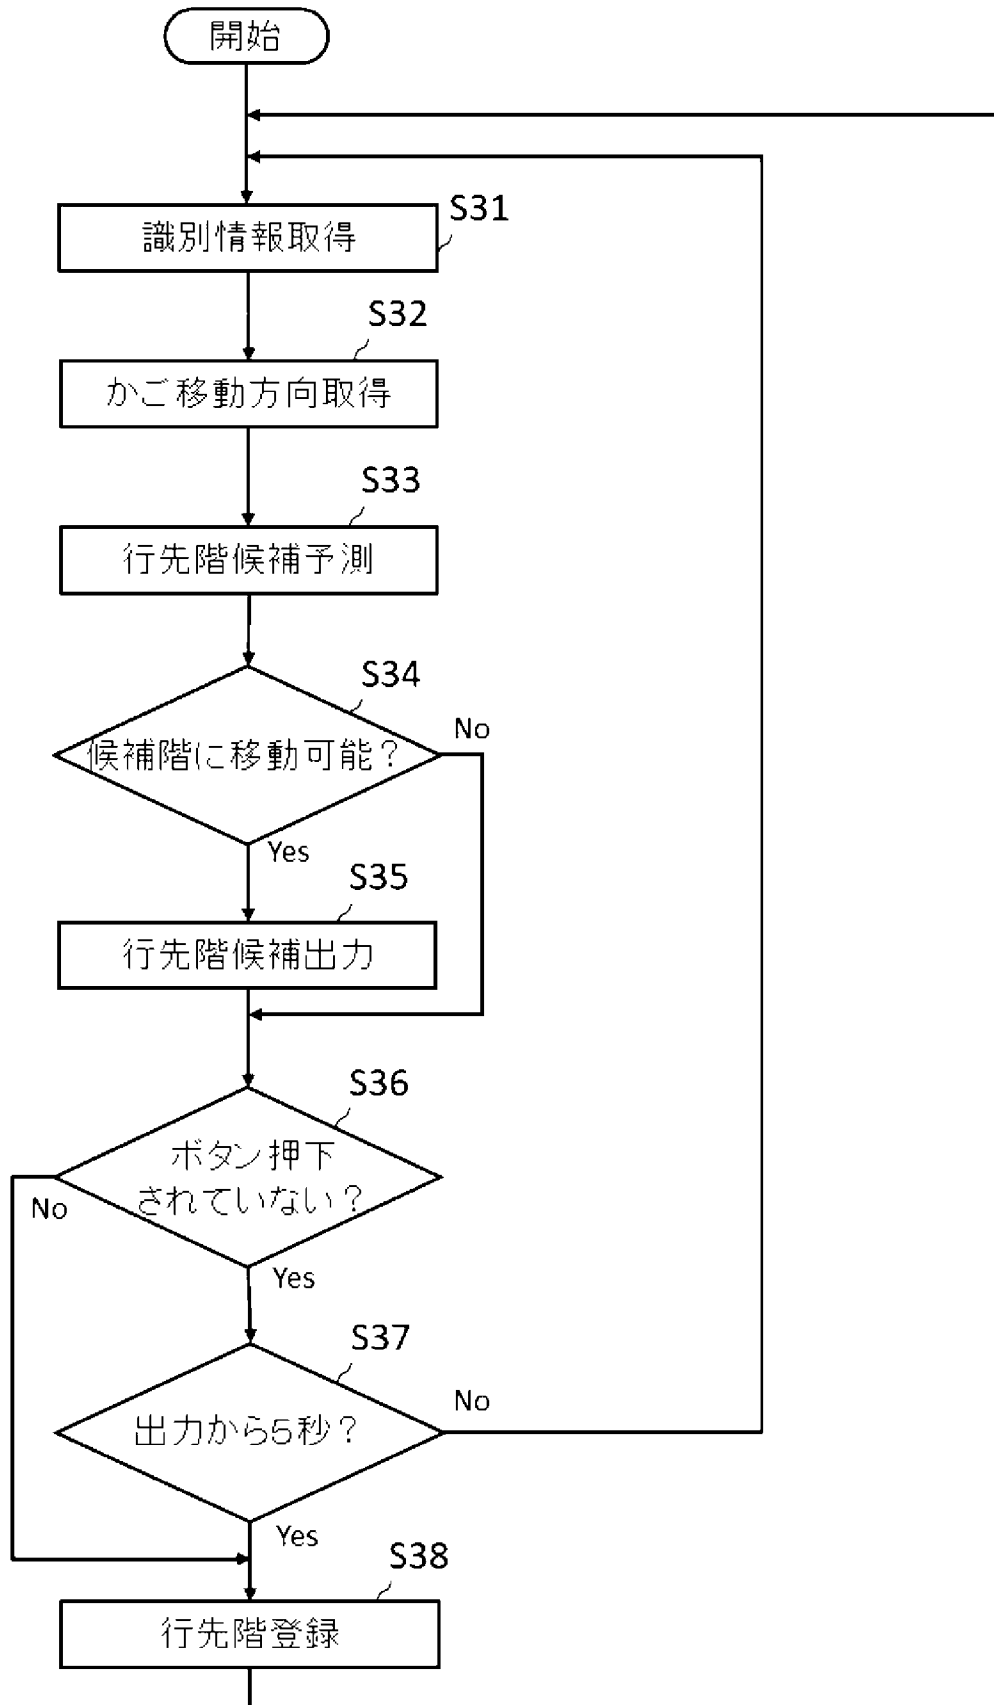 開始
S31
識別情報取得
S32
かご移動方向取得
S33
行先階候補予測
S34
候補階に移動可能？
No
Yes
S35
行先階候補出力
S36
ボタン押下
されていない？
No
Yes
S37
出力から5秒？
No
Yes
S38
行先階登録